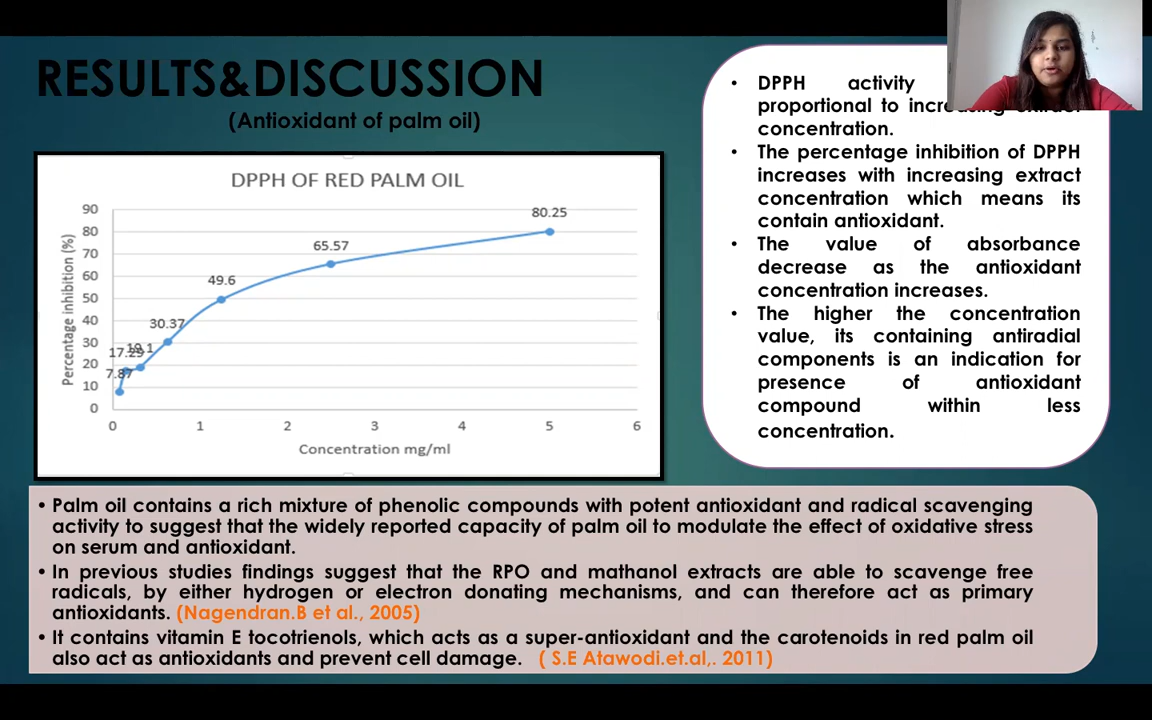 RESULTS&DISCUSSION
(Antioxidant of palm oil)
DPPH OF RED PALM OIL
Percentage inhibition (%)
90
80
70
60
50
40
30
20
10
0
7.87
17.29
19.1
30.37
49.6
65.57
80.25
0 1 2 3 4 5 6
Concentration mg/ml
• DPPH activity
proportional to increasing extract
concentration.
• The percentage inhibition of DPPH
increases with increasing extract
concentration which means its
contain antioxidant.
• The value of absorbance
decrease as the antioxidant
concentration increases.
• The higher the concentration
value, its containing antiradial
components is an indication for
presence of antioxidant
compound within less
concentration.
• Palm oil contains a rich mixture of phenolic compounds with potent antioxidant and radical scavenging
activity to suggest that the widely reported capacity of palm oil to modulate the effect of oxidative stress
on serum and antioxidant.
• In previous studies findings suggest that the RPO and mathanol extracts are able to scavenge free
radicals, by either hydrogen or electron donating mechanisms, and can therefore act as primary
antioxidants. (Nagendran.B et al., 2005)
• It contains vitamin E tocotrienols, which acts as a super-antioxidant and the carotenoids in red palm oil
also act as antioxidants and prevent cell damage. ( S.E Atawodi.et.al,. 2011)